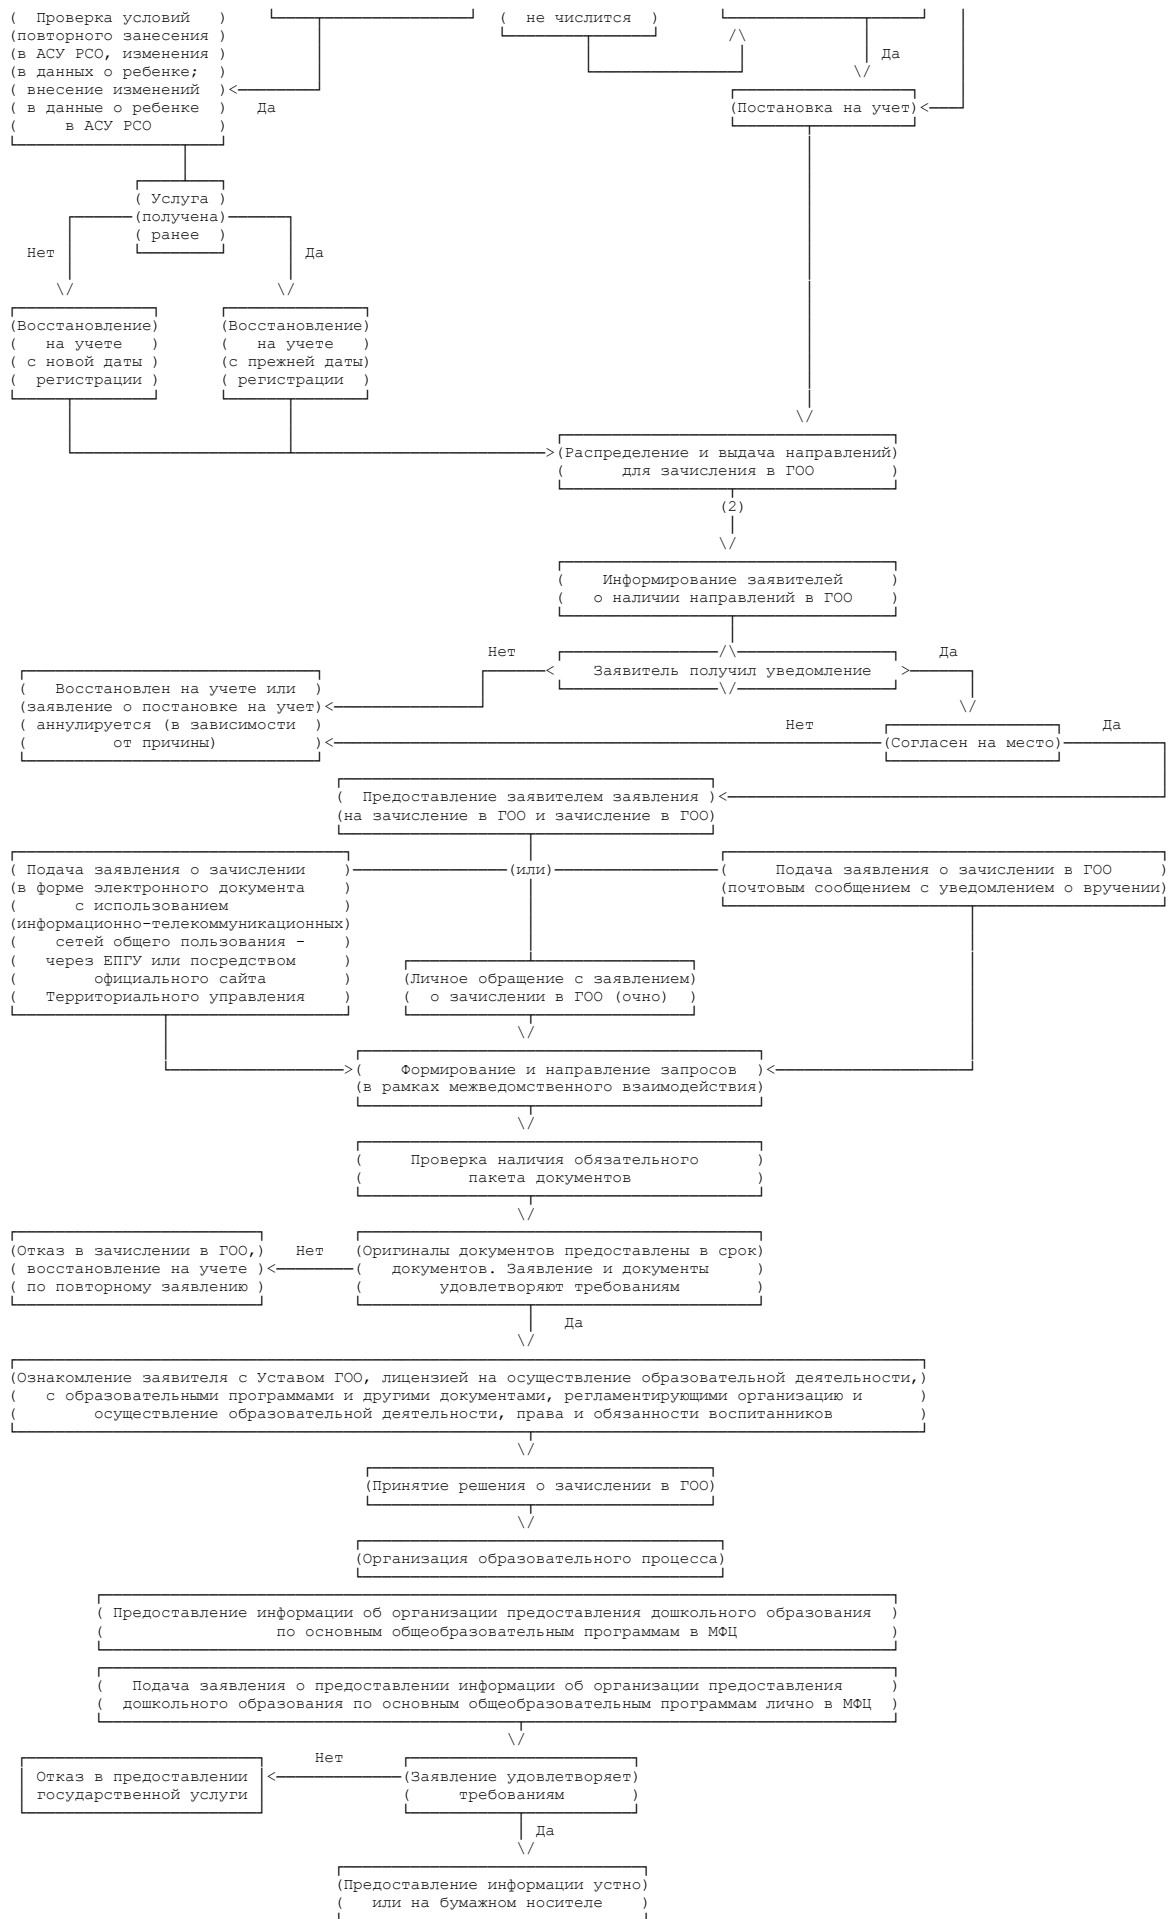 ( Проверка условий )
(повторного занесения )
(в АСУ РСО, изменения )
(в данных о ребенке; )
( внесение изменений )<
( в данные о ребенке
( в АСУ РСО )
Да
( не числится )
/\
Да
\/
(Постановка на учет)<
( Услуга )
(получена)
( ранее )
Нет
Да
\/ \/
(Восстановление)
( на учете )
( с новой даты )
( регистрации )
(Восстановление)
( на учете )
(с прежней даты)
( регистрации )
\/
>(Распределение и выдача направлений)
( для зачисления в ГОО )
(2)
\/
( Информирование заявителей )
( о наличии направлений в ГОО )
Нет /\ Да
< Заявитель получил уведомление >
\/ \/
( Восстановлен на учете или )
(заявление о постановке на учет)<
( аннулируется (в зависимости )
( от причины) )<
Нет Да
(Согласен на место)
( Предоставление заявителем заявления )<
(на зачисление в ГОО и зачисление в ГОО)
(или)
( Подача заявления о зачислении )
(в форме электронного документа )
( с использованием )
(информационно-телекоммуникационных)
( сетей общего пользования - )
( через ЕПГУ или посредством )
( официального сайта )
( Территориального управления )
( Подача заявления о зачислении в ГОО )
(почтовым сообщением с уведомлением о вручении)
(Личное обращение с заявлением)
( о зачислении в ГОО (очно) )
\/
>( Формирование и направление запросов )<
(в рамках межведомственного взаимодействия)
\/
( Проверка наличия обязательного )
( пакета документов )
\/
(Отказ в зачислении в ГОО,)
( восстановление на учете )<
( по повторному заявлению )
Нет
(Оригиналы документов предоставлены в срок)
( документов. Заявление и документы )
( удовлетворяют требованиям )
Да
\/
(Ознакомление заявителя с Уставом ГОО, лицензией на осуществление образовательной деятельности,)
( с образовательными программами и другими документами, регламентирующими организацию и )
( осуществление образовательной деятельности, права и обязанности воспитанников )
\/
(Принятие решения о зачислении в ГОО)
\/
(Организация образовательного процесса)
( Предоставление информации об организации предоставления дошкольного образования )
( по основным общеобразовательным программам в МФЦ )
( Подача заявления о предоставлении информации об организации предоставления )
( дошкольного образования по основным общеобразовательным программам лично в МФЦ )
\/
Нет
Отказ в предоставлении <
государственной услуги
(Заявление удовлетворяет)
( требованиям )
Да
\/
(Предоставление информации устно)
( или на бумажном носителе )